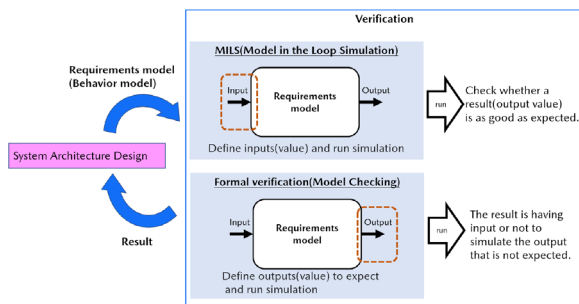 Verification
MILS(Model in the Loop Simulation)
Requirements model
(Behavior model)
Input
Requirements
model
Output
run
Check whether a
result(output value)
is as good as expected.
Define inputs(value) and run simulation
System Architecture Design
Formal verification(Model Checking)
Input
Requirements
model
Output
run
The result is having
input or not to
simulate the output
that is not expected.
Result
Define outputs(value) to expect
and run simulation